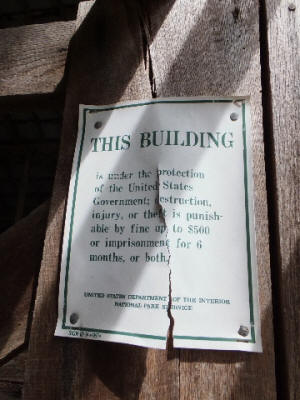 THIS BUILDING
is under the protection
of the United States
Government; destruction,
injury, or theft is punish-
able by fine up to $500
or imprisonment for 6
months, or both.
UNITED STATES DEPARTMENT OF THE INTERIOR
NATIONAL PARK SERVICE